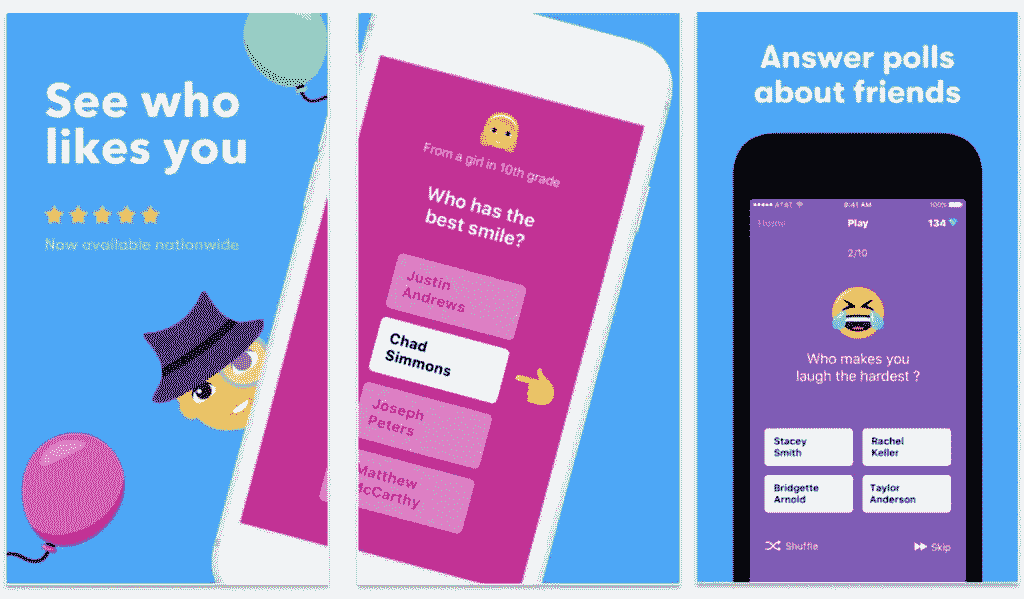 See who
likes you
Now available nationwide
From a girl in 10th grade
Who has the
best smile?
Justin
Andrews
Chad
Simmons
Joseph
Peters
Matthew
McCarthy
Answer polls
about friends
AT&T
9:41 AM
100%
Home
Play
134
2/10
Who makes you
laugh the hardest ?
Stacey
Smith
Rachel
Keller
Bridgette
Arnold
Taylor
Anderson
Shuffle
Skip